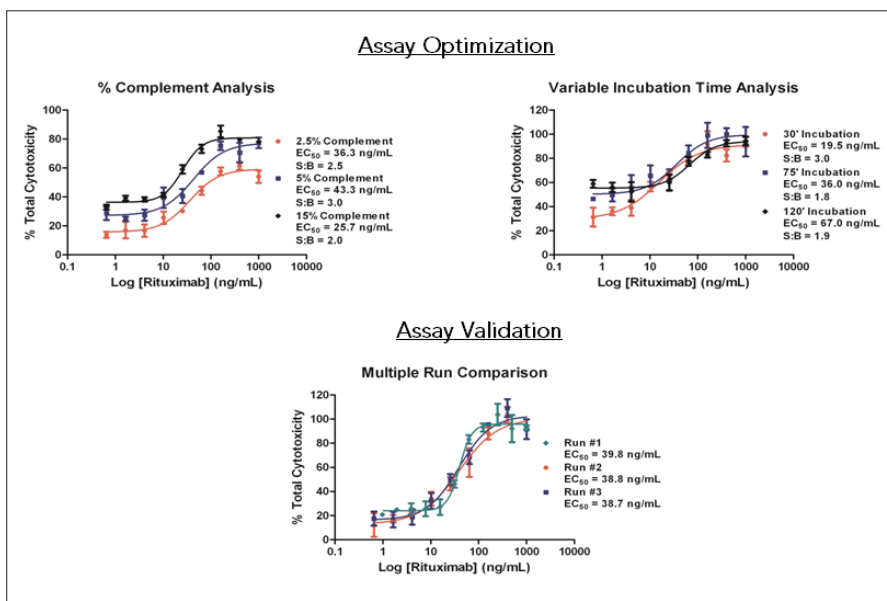 Assay Optimization
% Complement Analysis
% Total Cytotoxicity
100
80
60
40
20
0
0.1 1 10 100 1000 10000
Log [Rituximab] (ng/mL)
2.5% Complement
EC50 = 36.3 ng/mL
S:B = 2.5
5% Complement
EC50 = 43.3 ng/mL
S:B = 3.0
15% Complement
EC50 = 25.7 ng/mL
S:B = 2.0
Variable Incubation Time Analysis
% Total Cytotoxicity
120
100
80
60
40
20
0
0.1 1 10 100 1000 10000
Log [Rituximab] (ng/mL)
30' Incubation
EC50 = 19.5 ng/mL
S:B = 3.0
75' Incubation
EC50 = 36.0 ng/mL
S:B = 1.8
120' Incubation
EC50 = 67.0 ng/mL
S:B = 1.9
Assay Validation
Multiple Run Comparison
% Total Cytotoxicity
120
100
80
60
40
20
0
0.1 1 10 100 1000 10000
Log [Rituximab] (ng/mL)
Run #1
EC50 = 39.8 ng/mL
Run #2
EC50 = 38.8 ng/mL
Run #3
EC50 = 38.7 ng/mL